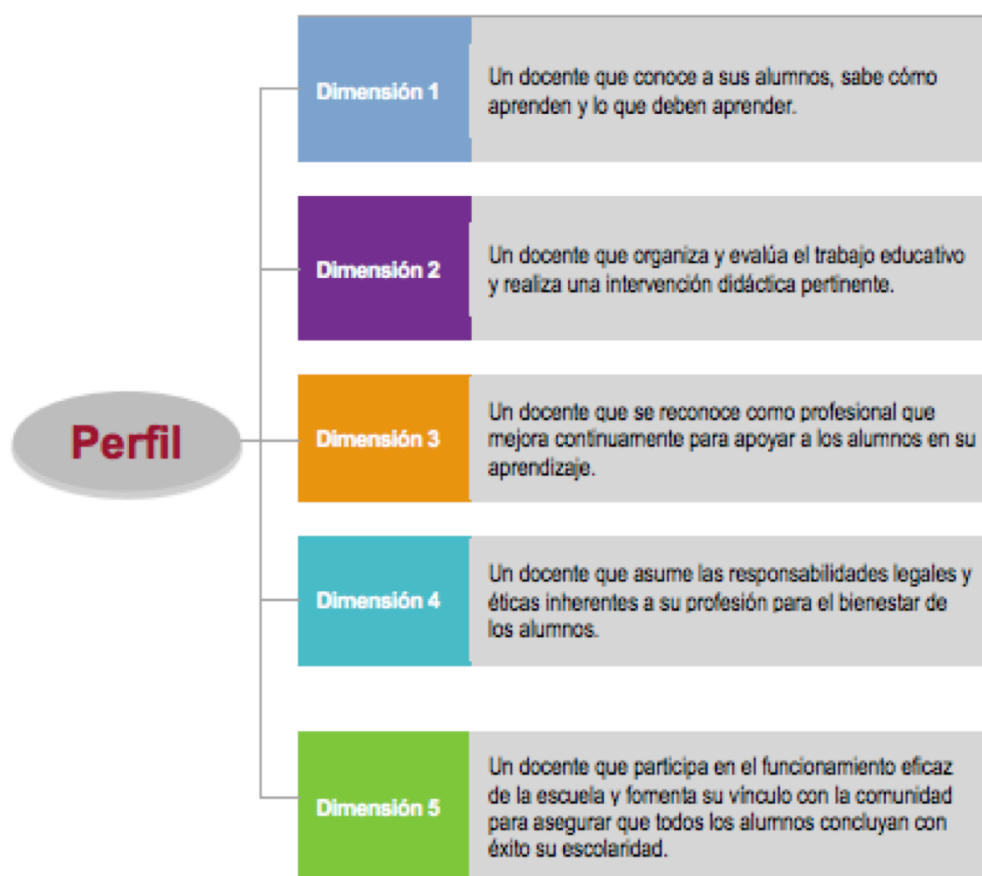 Perfil
Dimensión 1
Un docente que conoce a sus alumnos, sabe cómo
aprenden y lo que deben aprender.
Dimensión 2
Un docente que organiza y evalúa el trabajo educativo
y realiza una intervención didáctica pertinente.
Dimensión 3
Un docente que se reconoce como profesional que
mejora continuamente para apoyar a los alumnos en su
aprendizaje.
Dimensión 4
Un docente que asume las responsabilidades legales y
éticas inherentes a su profesión para el bienestar de
los alumnos.
Dimensión 5
Un docente que participa en el funcionamiento eficaz
de la escuela y fomenta su vínculo con la comunidad
para asegurar que todos los alumnos concluyan con
éxito su escolaridad.